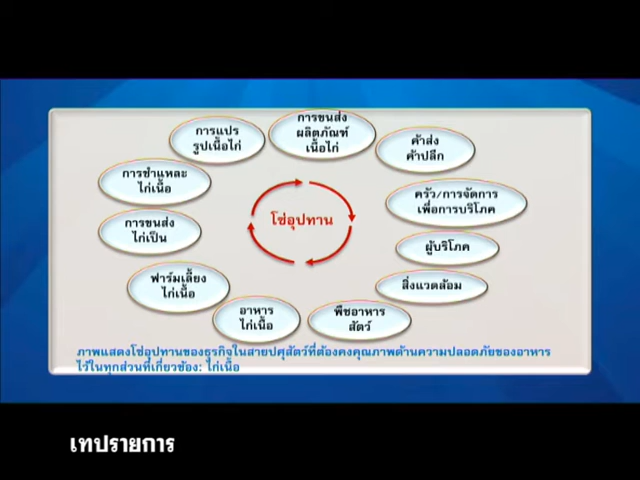 การขนส่ง
ผลิตภัณฑ์
เนื้อไก่
การแปร
รูปเนื้อไก่
ค้าส่ง
ค้าปลีก
การชำแหละ
ไก่เนื้อ
ครัว/การจัดการ
เพื่อการบริโภค
โซ่อุปทาน
การขนส่ง
ไก่เป็น
ผู้บริโภค
ฟาร์มเลี้ยง
ไก่เนื้อ
สิ่งแวดล้อม
อาหาร
ไก่เนื้อ
พืชอาหาร
สัตว์
ภาพแสดงโซ่อุปทานของธุรกิจในสายปศุสัตว์ที่ต้องคงคุณภาพด้านความปลอดภัยของอาหาร
ไว้ในทุกส่วนที่เกี่ยวข้อง: ไก่เนื้อ
เทปรายการ